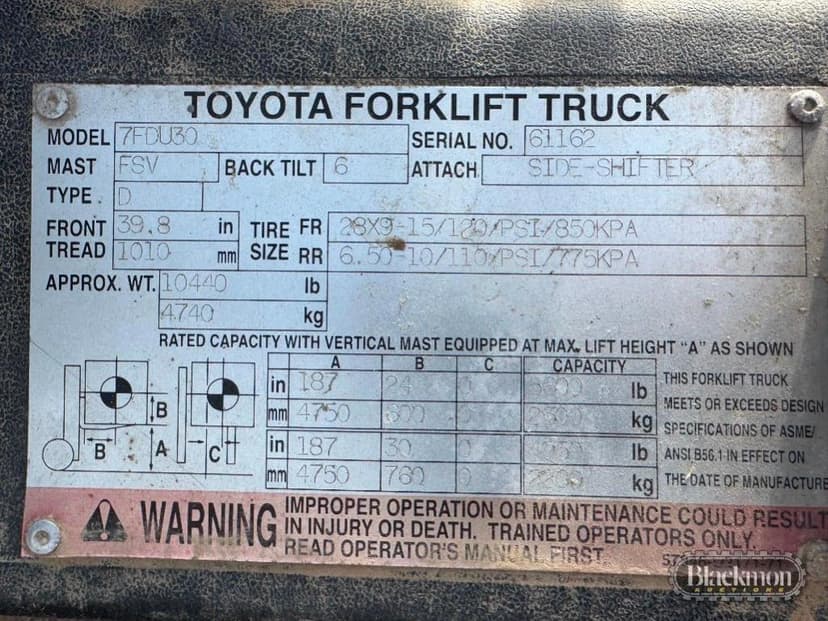 TOYOTA FORKLIFT TRUCK
MODEL 7FDU30 SERIAL NO. 61162
MAST FSV BACK TILT 6 ATTACH SIDE-SHIFTER
TYPE D
FRONT TREAD 39.8 in 1010 mm
TIRE SIZE FR 28X9-15/120/PSI/850KPA
RR 6.50-10/110/PSI/775KPA
APPROX. WT. 10440 lb
4740 kg
RATED CAPACITY WITH VERTICAL MAST EQUIPPED AT MAX. LIFT HEIGHT "A" AS SHOWN
A B C CAPACITY
in 187 24 0 lb
mm 4750 600 0 kg
in 187 30 0 lb
mm 4750 760 0 kg
B
B A C
THIS FORKLIFT TRUCK
MEETS OR EXCEEDS DESIGN
SPECIFICATIONS OF ASME/
ANSI B56.1 IN EFFECT ON
THE DATE OF MANUFACTURE
WARNING
IMPROPER OPERATION OR MAINTENANCE COULD RESULT
IN INJURY OR DEATH. TRAINED OPERATORS ONLY.
READ OPERATOR'S MANUAL FIRST.
Blackmon
AUCTIONS